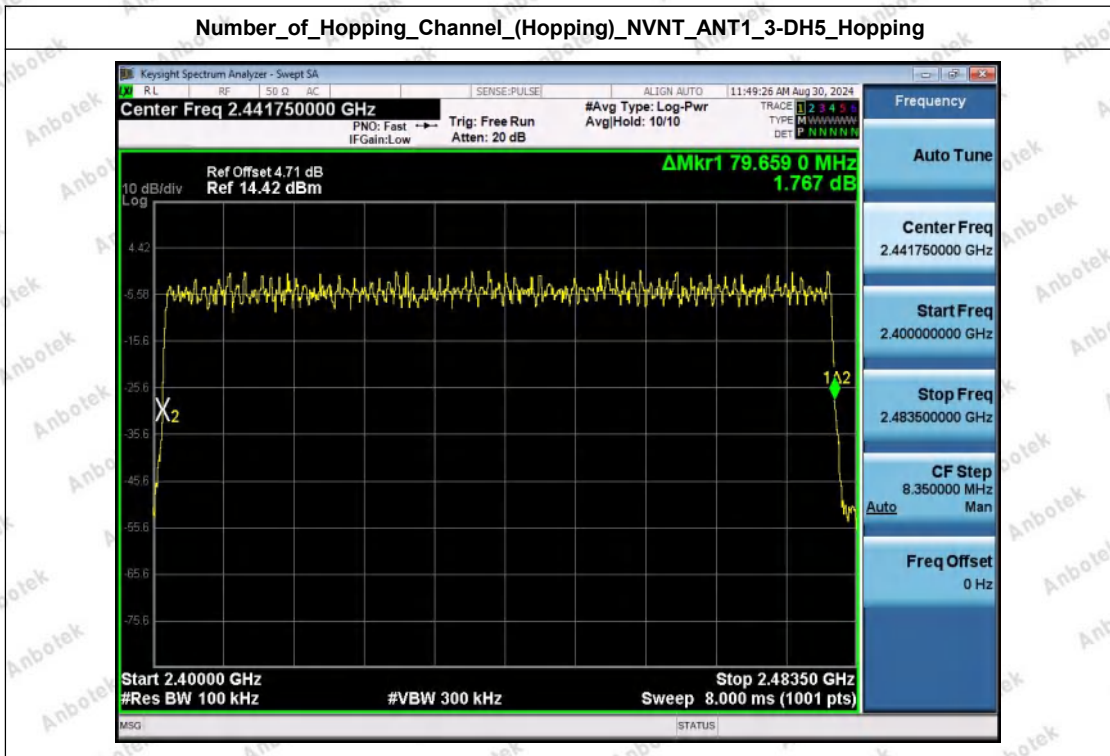 Number_of_Hopping_Channel_(Hopping)_NVNT_ANT1_3-DH5_Hopping
Keysight Spectrum Analyzer - Swept SA
RL RF 50 Ω AC SENSE:PULSE ALIGN AUTO 11:49:26 AM Aug 30, 2024
Center Freq 2.441750000 GHz
PNO: Fast
IFGain:Low
Trig: Free Run
Atten: 20 dB
#Avg Type: Log-Pwr
Avg|Hold: 10/10
TRACE 1 2 3 4 5 6
TYPE M W W W W W
DET P N N N N N
Frequency
Auto Tune
Center Freq
2.441750000 GHz
Start Freq
2.400000000 GHz
Stop Freq
2.483500000 GHz
CF Step
8.350000 MHz
Auto Man
Freq Offset
0 Hz
ΔMkr1 79.659 0 MHz
1.767 dB
Ref Offset 4.71 dB
10 dB/div Ref 14.42 dBm
Log
4.42
-5.58
-15.6
-25.6
-35.6
-45.6
-55.6
-65.6
-75.6
X2
1Δ2
Start 2.40000 GHz Stop 2.48350 GHz
#Res BW 100 kHz #VBW 300 kHz Sweep 8.000 ms (1001 pts)
MSG STATUS
Anbotek